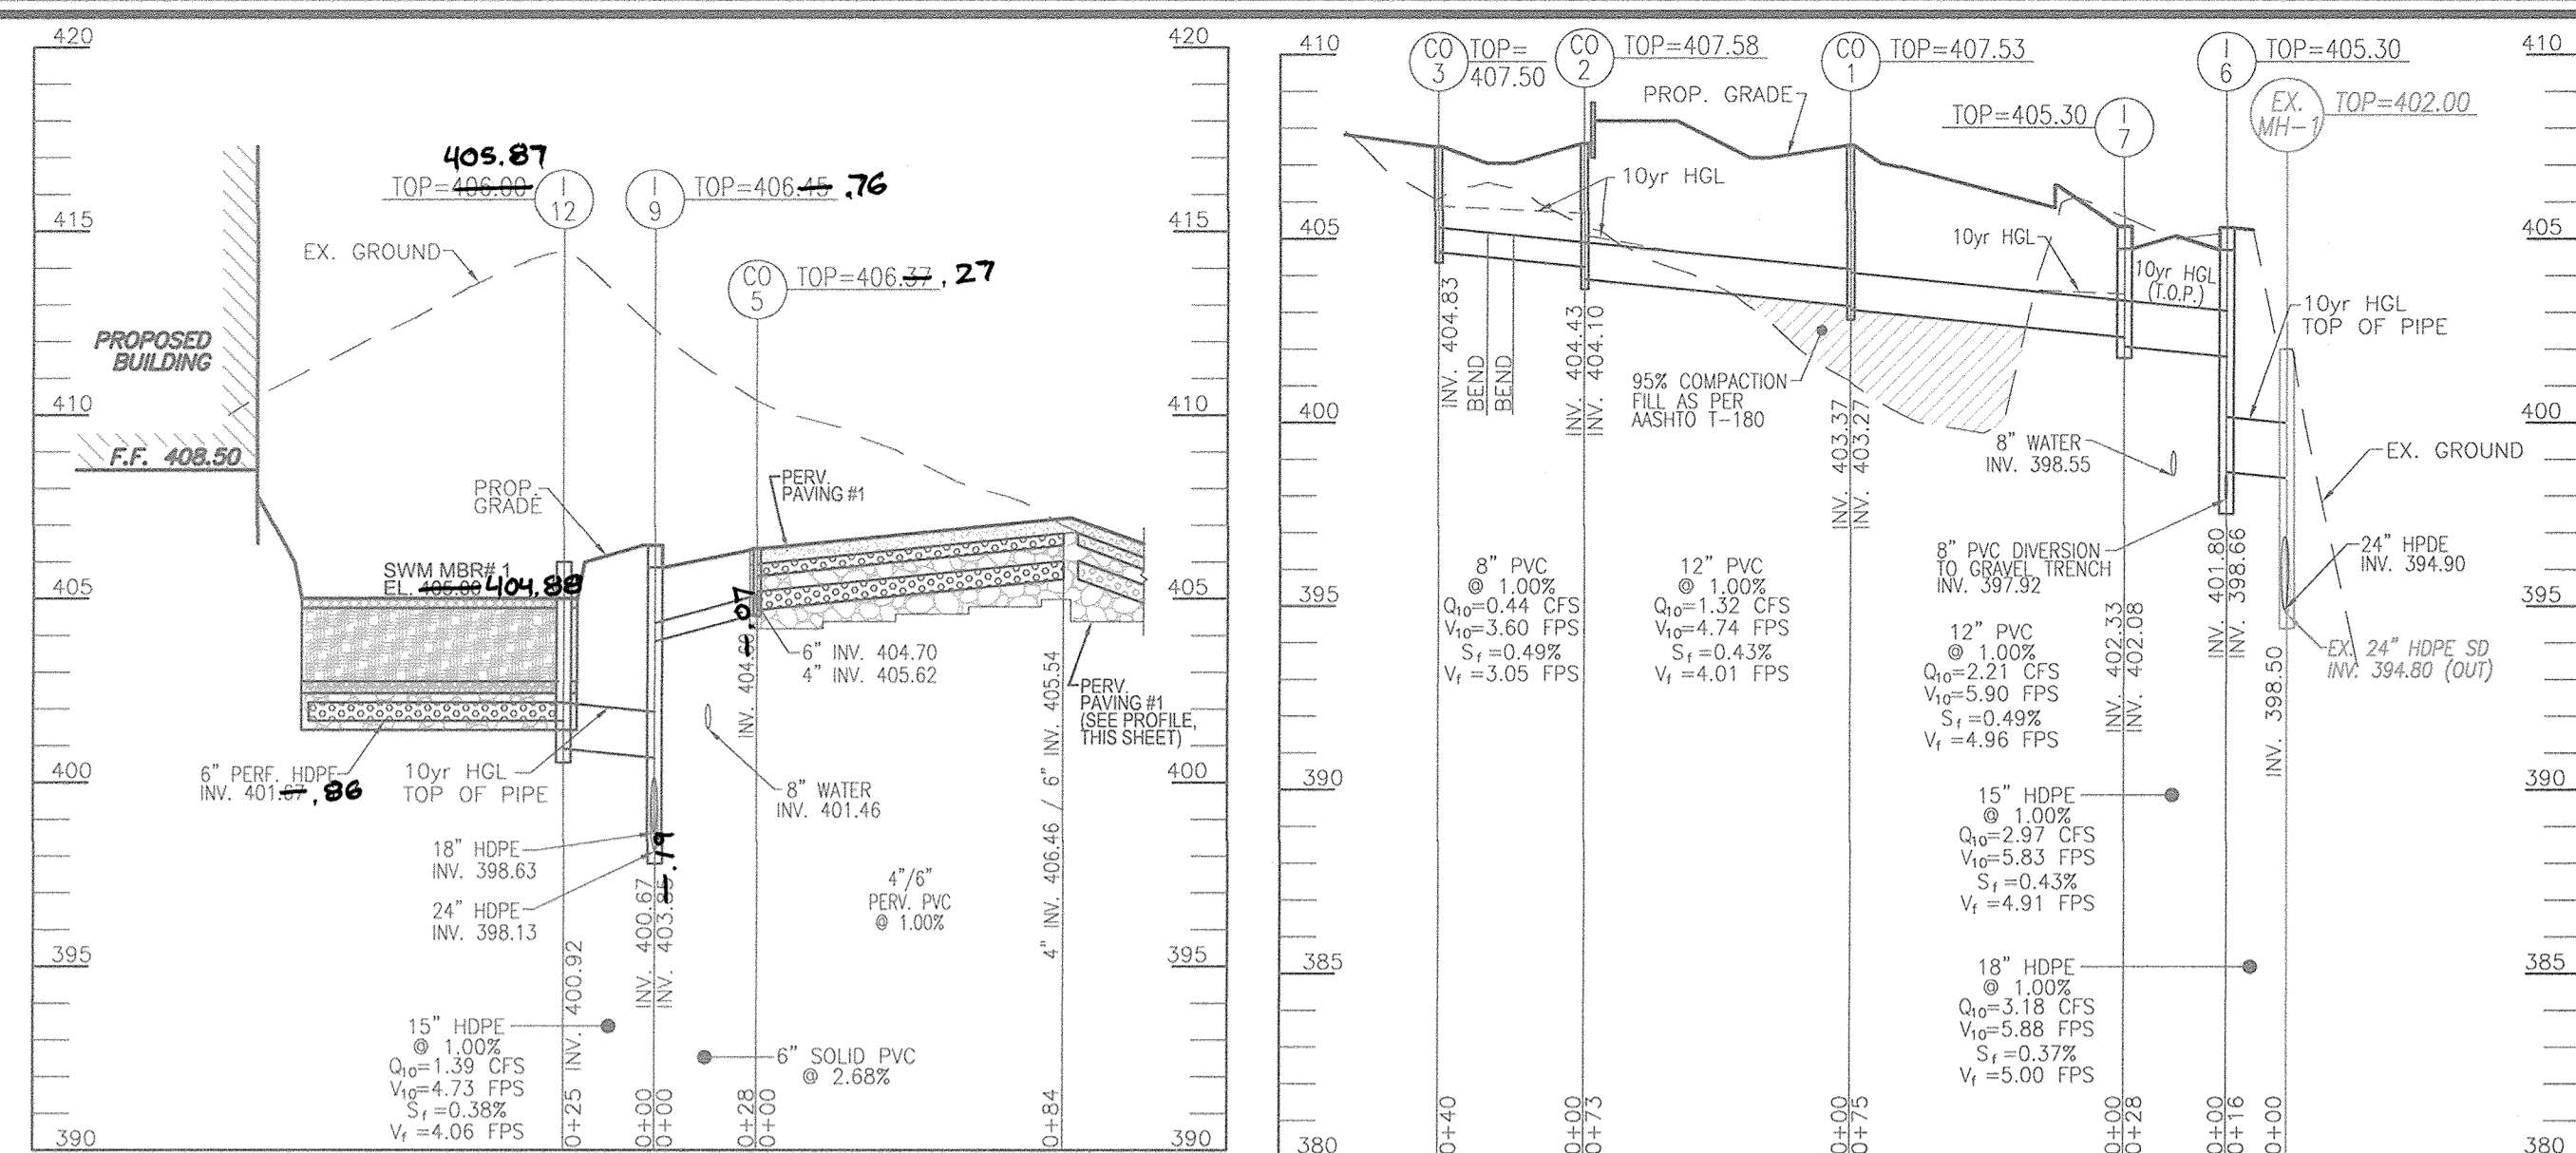 420
415
410
405
400
395
390
405.87
TOP=406.00
I
12
I
9
TOP=406.45 .76
CO
5
TOP=406.37 .27
EX. GROUND
PROPOSED
BUILDING
F.F. 408.50
PROP.
GRADE
PERV.
PAVING #1
SWM MBR# 1
EL. 405.00 404.88
6" PERF. HDPE
INV. 401.67 .86
10yr HGL
TOP OF PIPE
18" HDPE
INV. 398.63
24" HDPE
INV. 398.13
6" INV. 404.70
4" INV. 405.62
8" WATER
INV. 401.46
PERV.
PAVING #1
(SEE PROFILE,
THIS SHEET)
4"/6"
PERV. PVC
@ 1.00%
15" HDPE
@ 1.00%
Q10=1.39 CFS
V10=4.73 FPS
Sf =0.38%
Vf =4.06 FPS
6" SOLID PVC
@ 2.68%
INV. 400.92
INV. 400.67
INV. 403.85 .79
.07
4" INV. 406.46 / 6" INV. 405.54
0+25
0+00
0+00
0+28
0+00
0+84
420
415
410
405
400
395
390
410
405
400
395
390
385
380
CO
3
TOP=
407.50
CO
2
TOP=407.58
CO
1
TOP=407.53
I
6
TOP=405.30
TOP=405.30
I
7
EX.
MH-1
TOP=402.00
PROP. GRADE
10yr HGL
10yr HGL
10yr HGL
(T.O.P.)
10yr HGL
TOP OF PIPE
EX. GROUND
INV. 404.83
BEND
BEND
INV. 404.43
INV. 404.10
95% COMPACTION
FILL AS PER
AASHTO T-180
INV. 403.37
INV. 403.27
8" WATER
INV. 398.55
8" PVC DIVERSION
TO GRAVEL TRENCH
INV. 397.92
INV. 402.33
INV. 402.08
INV. 401.80
INV. 398.66
INV. 398.50
24" HPDE
INV. 394.90
EX. 24" HDPE SD
INV. 394.80 (OUT)
8" PVC
@ 1.00%
Q10=0.44 CFS
V10=3.60 FPS
Sf =0.49%
Vf =3.05 FPS
12" PVC
@ 1.00%
Q10=1.32 CFS
V10=4.74 FPS
Sf =0.43%
Vf =4.01 FPS
12" PVC
@ 1.00%
Q10=2.21 CFS
V10=5.90 FPS
Sf =0.49%
Vf =4.96 FPS
15" HDPE
@ 1.00%
Q10=2.97 CFS
V10=5.83 FPS
Sf =0.43%
Vf =4.91 FPS
18" HDPE
@ 1.00%
Q10=3.18 CFS
V10=5.88 FPS
Sf =0.37%
Vf =5.00 FPS
0+40
0+00
0+73
0+00
0+75
0+00
0+28
0+00
0+16
0+00
410
405
400
395
390
385
380